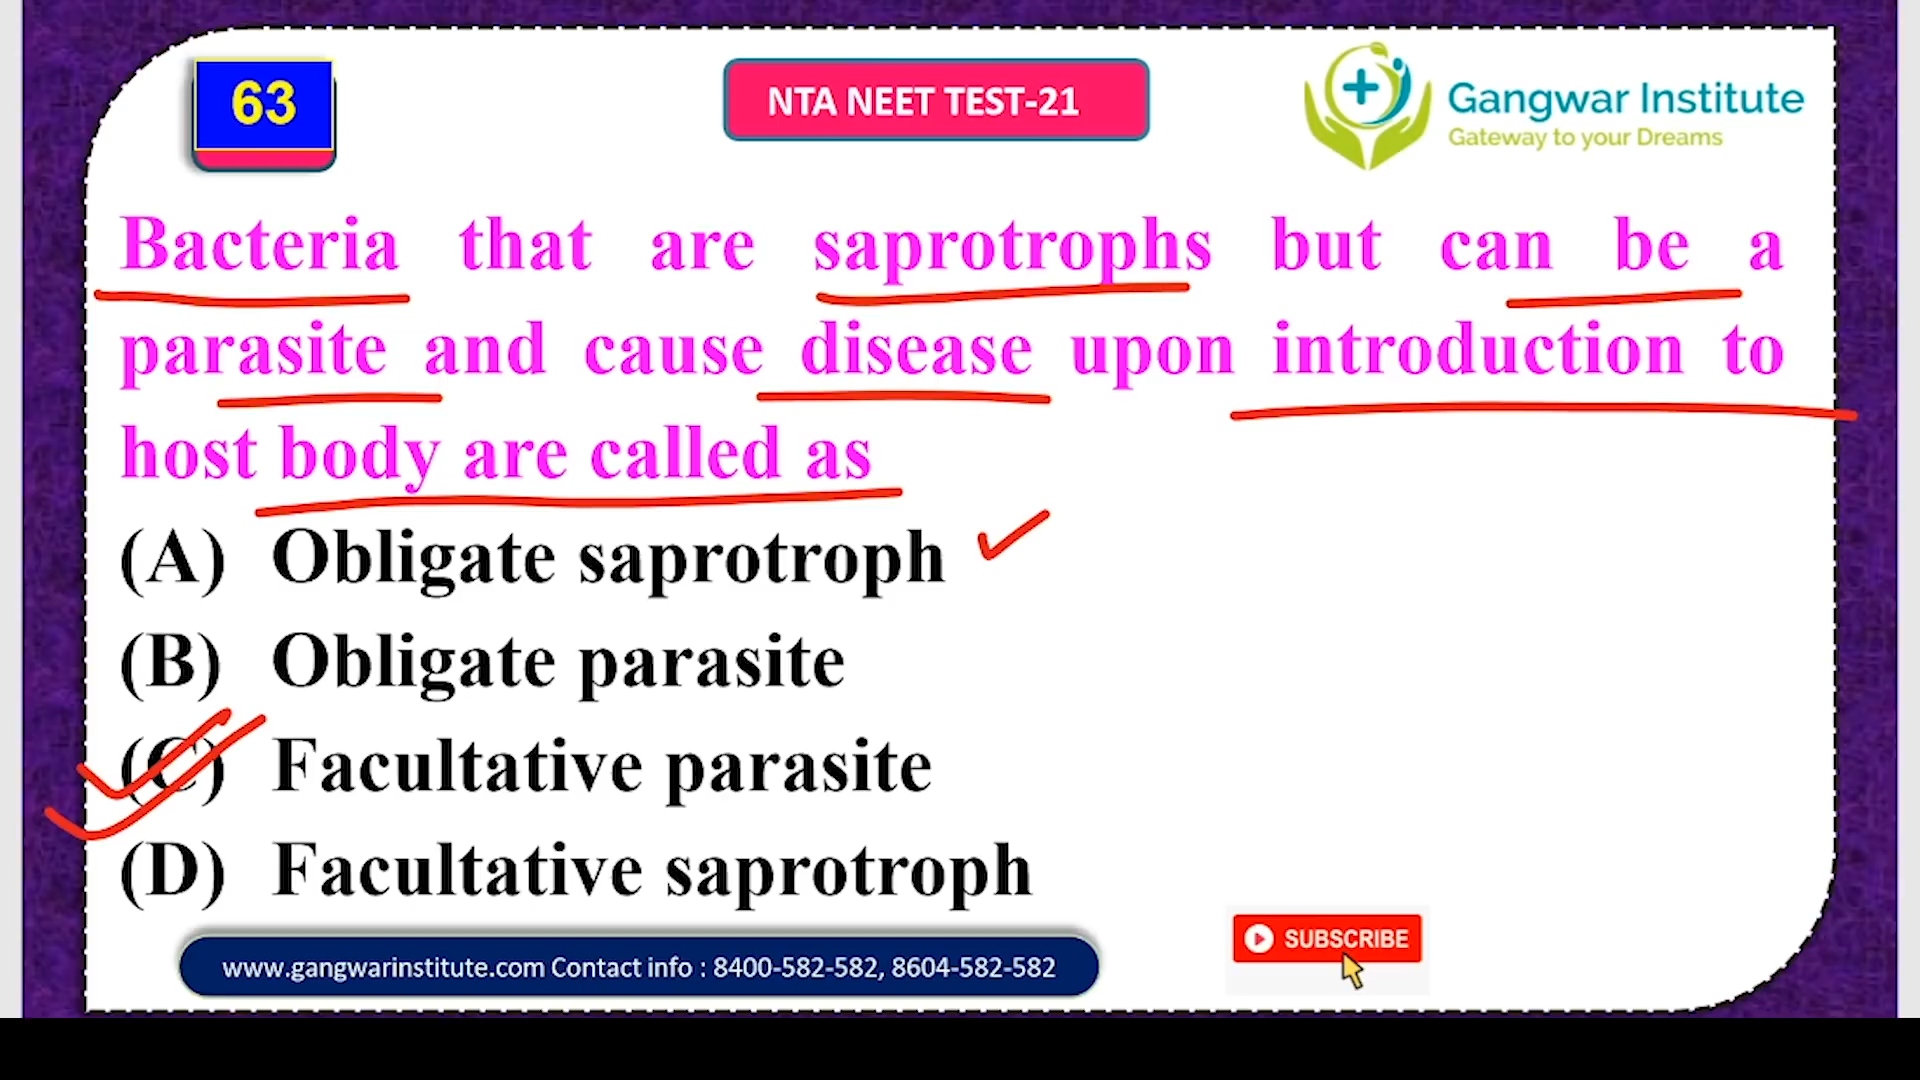 63
NTA NEET TEST-21
Gangwar Institute
Gateway to your Dreams
Bacteria that are saprotrophs but can be a
parasite and cause disease upon introduction to
host body are called as
(A) Obligate saprotroph
(B) Obligate parasite
(C) Facultative parasite
(D) Facultative saprotroph
www.gangwarinstitute.com Contact info : 8400-582-582, 8604-582-582
SUBSCRIBE